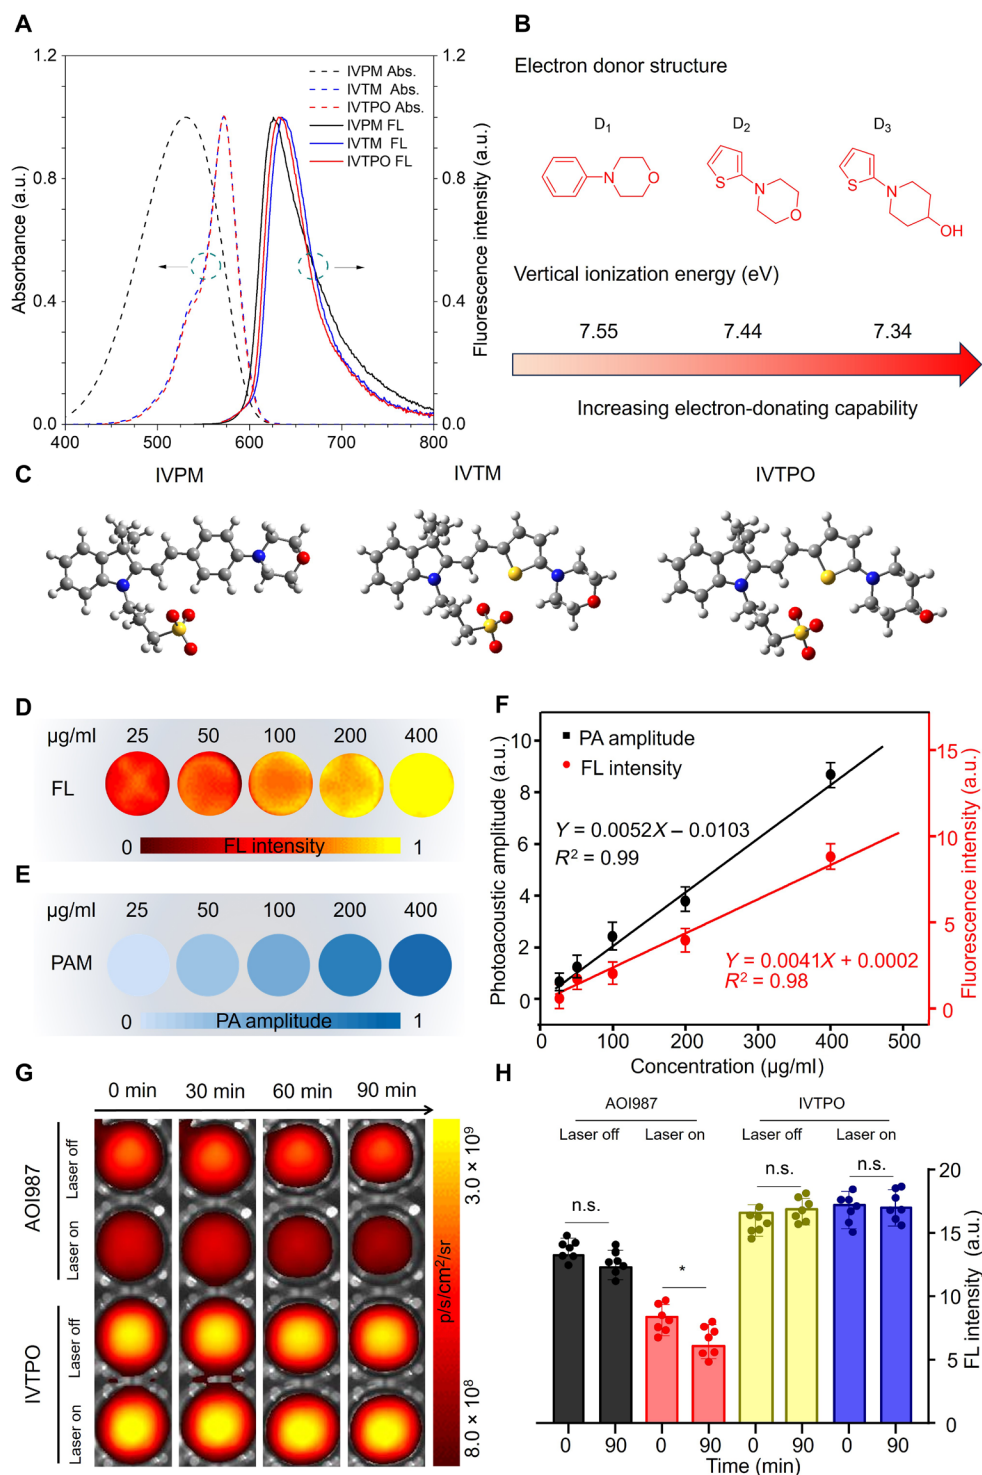 A
1.2
0.8
0.4
0.0
Absorbance (a.u.)
400
500
600
700
800
1.2
0.8
0.4
0.0
Fluorescence intensity (a.u.)
IVPM Abs.
IVTM Abs.
IVTPO Abs.
IVPM FL
IVTM FL
IVTPO FL
B
Electron donor structure
D1 D2 D3
N O
S N O
S N OH
Vertical ionization energy (eV)
7.55 7.44 7.34
Increasing electron-donating capability
C
IVPM IVTM IVTPO
D
µg/ml 25 50 100 200 400
FL
0 FL intensity 1
E
µg/ml 25 50 100 200 400
PAM
0 PA amplitude 1
F
PA amplitude
FL intensity
Y = 0.0052X – 0.0103
R² = 0.99
Y = 0.0041X + 0.0002
R² = 0.98
Photoacoustic amplitude (a.u.)
10
8
6
4
2
0
Fluorescence intensity (a.u.)
15
10
5
0
0 100 200 300 400 500
Concentration (µg/ml)
G
0 min 30 min 60 min 90 min
AOI987
Laser off
Laser on
IVTPO
Laser off
Laser on
3.0 × 10⁹
p/s/cm²/sr
8.0 × 10⁸
H
AOI987 IVTPO
Laser off Laser on Laser off Laser on
n.s. * n.s. n.s.
20
15
10
5
0
FL intensity (a.u.)
0 90 0 90 0 90 0 90
Time (min)